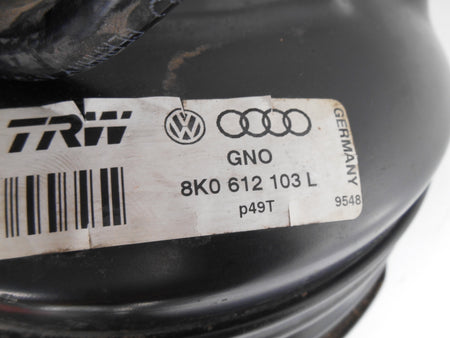 TRW
GNO
8K0 612 103 L
p49T
GERMANY
9548